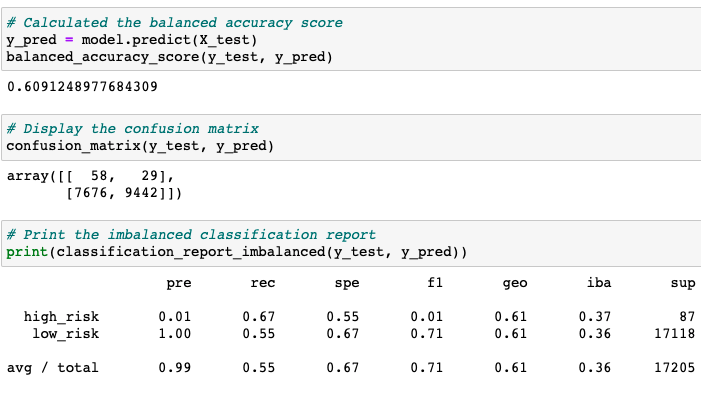 # Calculated the balanced accuracy score
y_pred = model.predict(X_test)
balanced_accuracy_score(y_test, y_pred)
0.6091248977684309
# Display the confusion matrix
confusion_matrix(y_test, y_pred)
array([[  58,   29],
       [7676, 9442]])
# Print the imbalanced classification report
print(classification_report_imbalanced(y_test, y_pred))
                   pre       rec       spe        f1       geo       iba       sup
  high_risk       0.01      0.67      0.55      0.01      0.61      0.37        87
   low_risk       1.00      0.55      0.67      0.71      0.61      0.36     17118
avg / total       0.99      0.55      0.67      0.71      0.61      0.36     17205